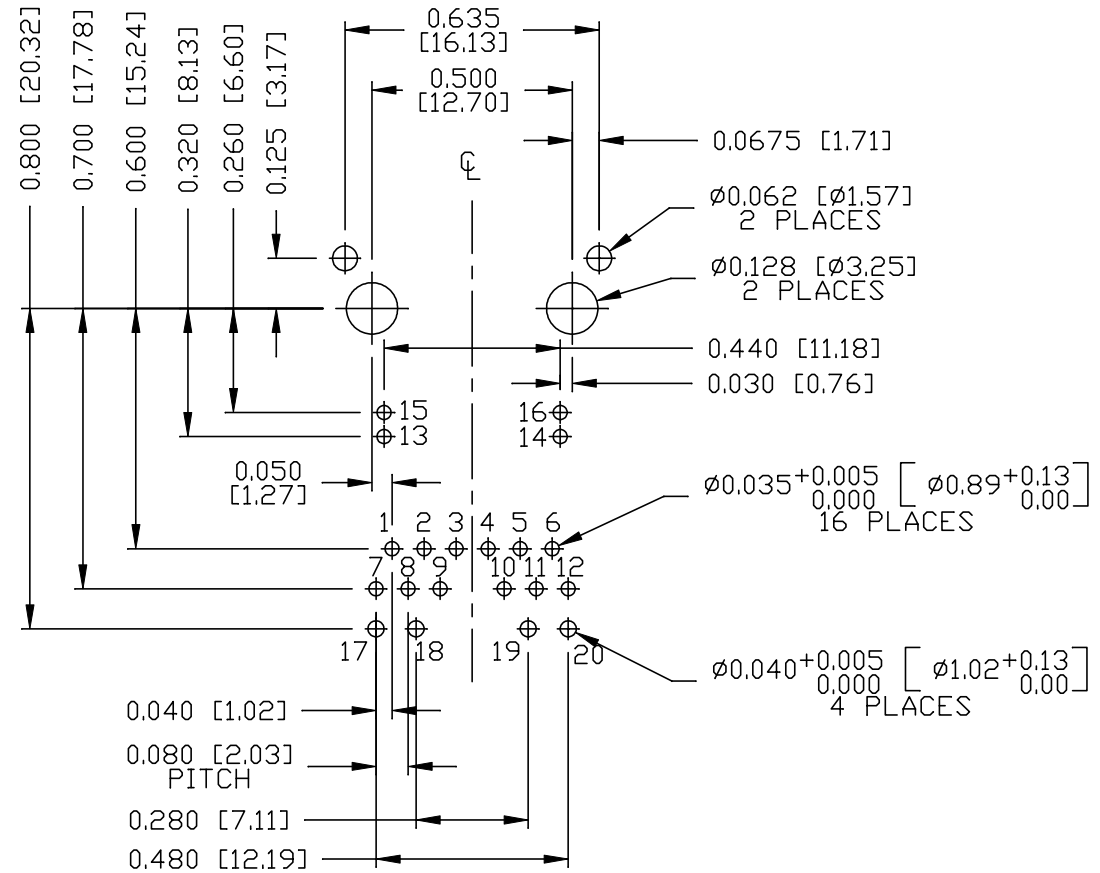 0.800 [20.32]
0.700 [17.78]
0.600 [15.24]
0.320 [8.13]
0.260 [6.60]
0.125 [3.17]
0.635
[16.13]
0.500
[12.70]
0.0675 [1.71]
℄
Ø0.062 [Ø1.57]
2 PLACES
Ø0.128 [Ø3.25]
2 PLACES
0.440 [11.18]
0.030 [0.76]
15
16
13
14
0.050
[1.27]
Ø0.035 +0.005 0.000 [ Ø0.89 +0.13 0.00 ]
16 PLACES
1 2 3 4 5 6
7 8 9 10 11 12
17 18 19 20
Ø0.040 +0.005 0.000 [ Ø1.02 +0.13 0.00 ]
4 PLACES
0.040 [1.02]
0.080 [2.03]
PITCH
0.280 [7.11]
0.480 [12.19]